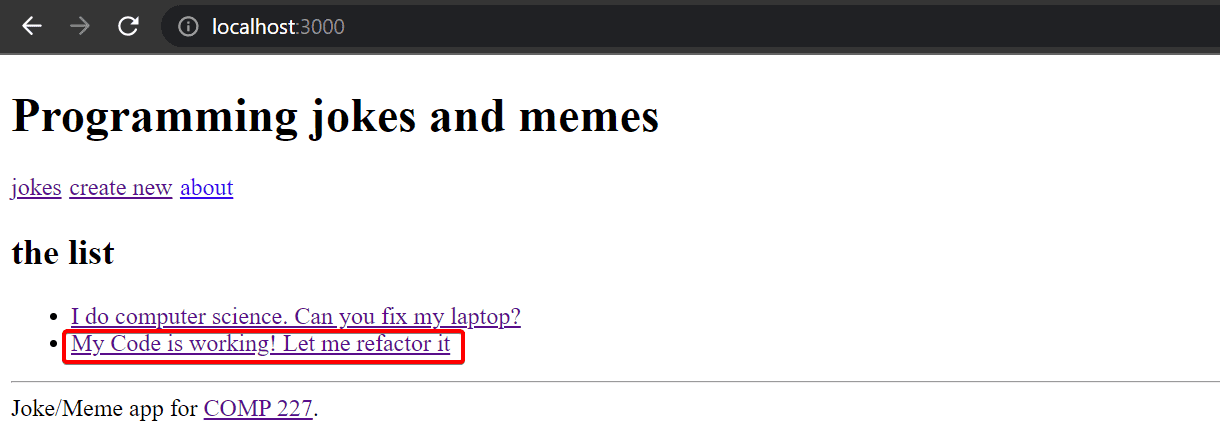 localhost:3000
Programming jokes and memes
jokes create new about
the list
I do computer science. Can you fix my laptop?
My Code is working! Let me refactor it
Joke/Meme app for COMP 227.